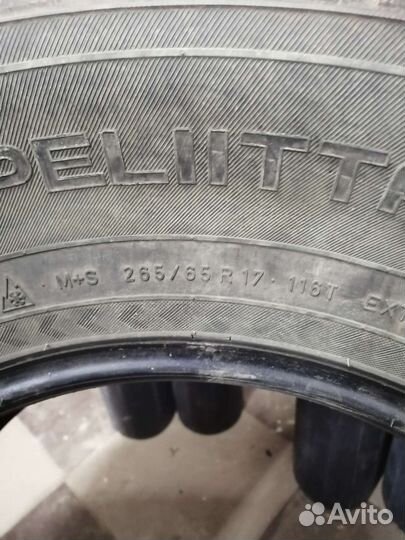 PELIITTA
M+S 265/65 R 17 · 116T EXT
Avito